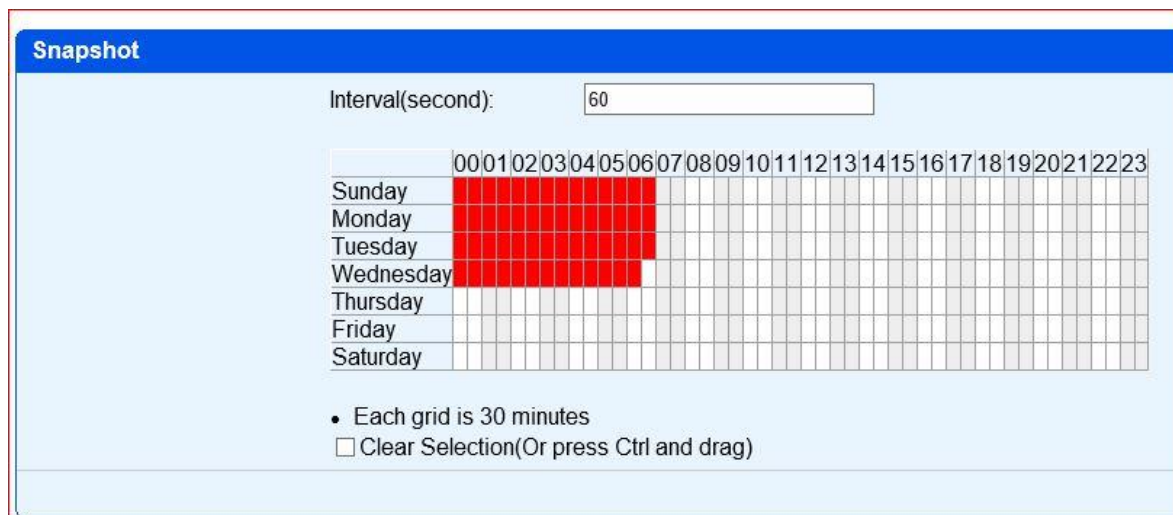 Snapshot
Interval(second): 60
00 01 02 03 04 05 06 07 08 09 10 11 12 13 14 15 16 17 18 19 20 21 22 23
Sunday
Monday
Tuesday
Wednesday
Thursday
Friday
Saturday
• Each grid is 30 minutes
Clear Selection(Or press Ctrl and drag)